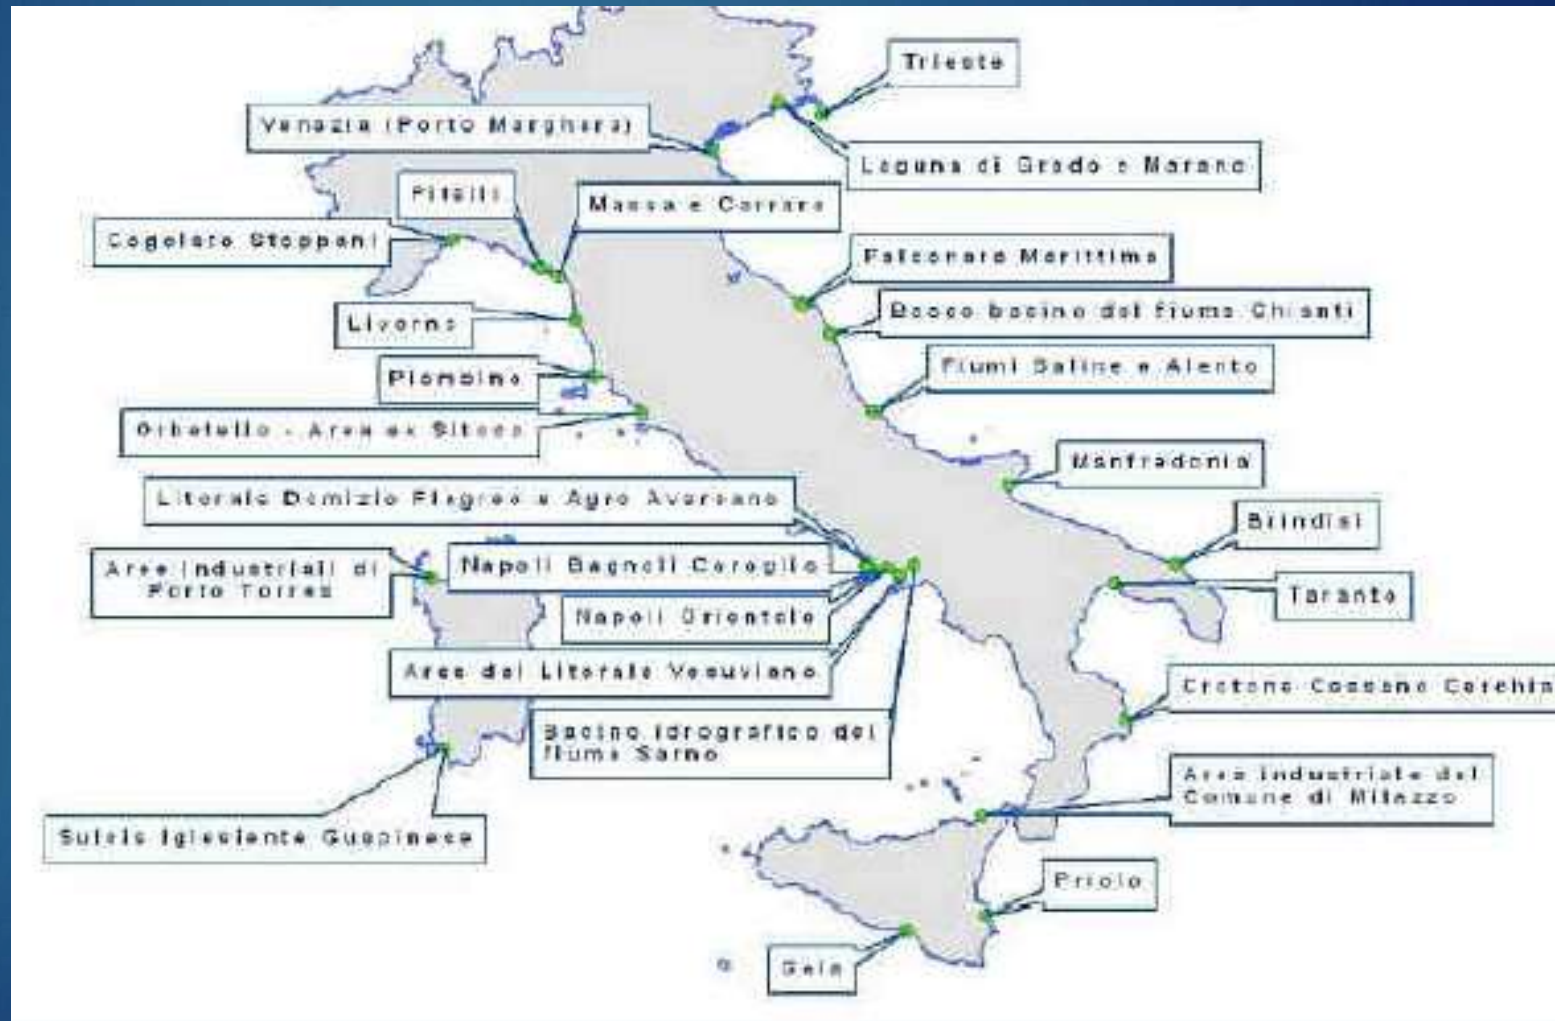 Trieste
Venezia (Porto Marghera)
Laguna di Grado e Marano
Pitelli
Massa e Carrara
Cogoleto Stoppani
Falconara Marittima
Livorno
Basso bacino del fiume Chienti
Piombino
Fiumi Saline e Alento
Orbetello - Area ex Sitoco
Manfredonia
Litorale Domizio Flegreo e Agro Aversano
Brindisi
Aree industriali di
Porto Torres
Napoli Bagnoli Coroglio
Taranto
Napoli Orientale
Aree del Litorale Vesuviano
Crotone Cassano Cerchia
Bacino idrografico del
fiume Sarno
Area industriale del
Comune di Milazzo
Sulcis Iglesiente Guspinese
Priolo
Gela